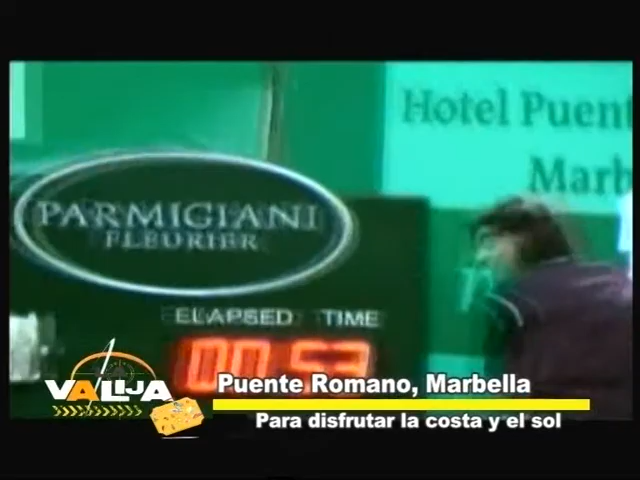 Hotel Puent
Marb
PARMIGIANI
FLEURIER
ELAPSED TIME
00 53
VALIJA
Puente Romano, Marbella
Para disfrutar la costa y el sol